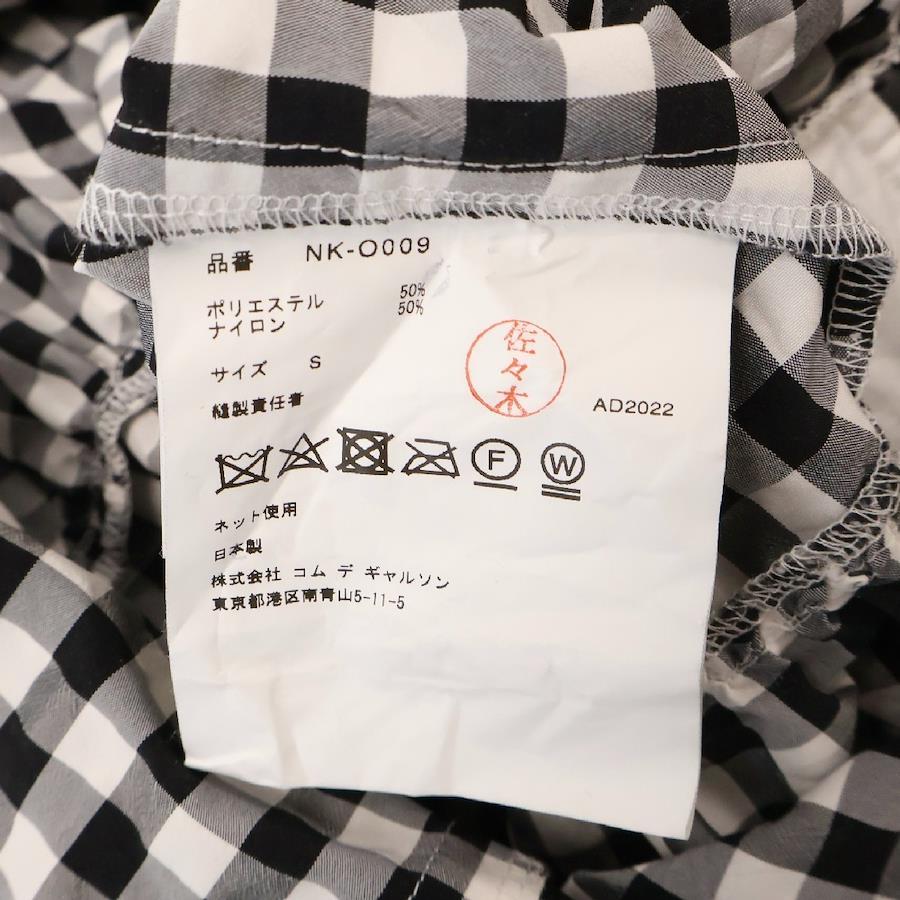 品番 NK-O009
ポリエステル 50%
ナイロン 50%
サイズ S
佐々木
縫製責任者 AD2022
F W
ネット使用
日本製
株式会社 コム デ ギャルソン
東京都港区南青山5-11-5